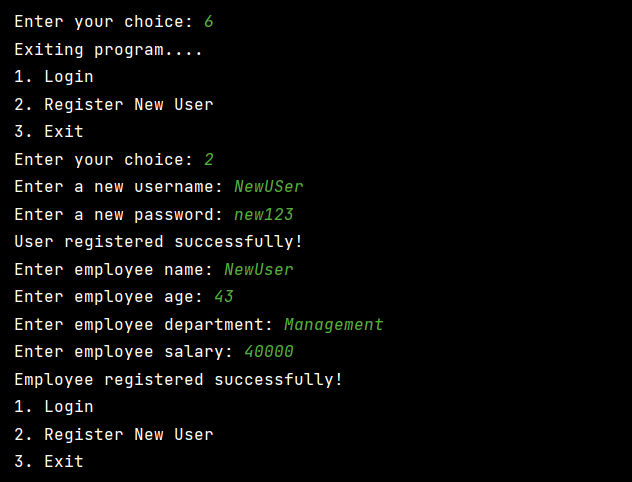 Enter your choice: 6
Exiting program....
1. Login
2. Register New User
3. Exit
Enter your choice: 2
Enter a new username: NewUSer
Enter a new password: new123
User registered successfully!
Enter employee name: NewUser
Enter employee age: 43
Enter employee department: Management
Enter employee salary: 40000
Employee registered successfully!
1. Login
2. Register New User
3. Exit